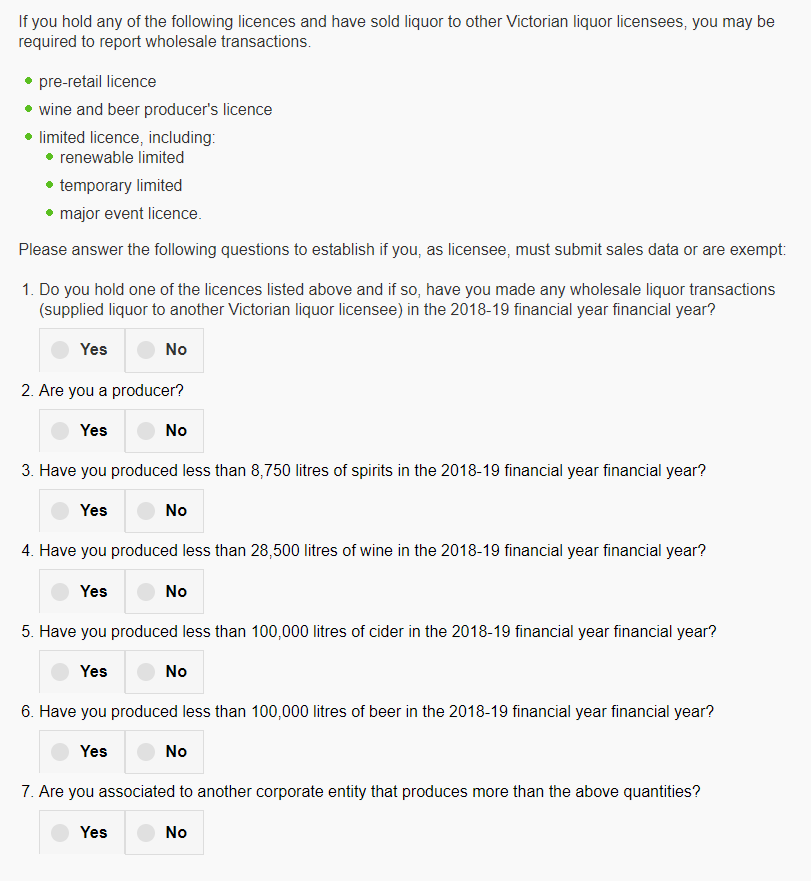 If you hold any of the following licences and have sold liquor to other Victorian liquor licensees, you may be
required to report wholesale transactions.
pre-retail licence
wine and beer producer's licence
limited licence, including:
renewable limited
temporary limited
major event licence.
Please answer the following questions to establish if you, as licensee, must submit sales data or are exempt:
1. Do you hold one of the licences listed above and if so, have you made any wholesale liquor transactions
(supplied liquor to another Victorian liquor licensee) in the 2018-19 financial year financial year?
Yes No
2. Are you a producer?
Yes No
3. Have you produced less than 8,750 litres of spirits in the 2018-19 financial year financial year?
Yes No
4. Have you produced less than 28,500 litres of wine in the 2018-19 financial year financial year?
Yes No
5. Have you produced less than 100,000 litres of cider in the 2018-19 financial year financial year?
Yes No
6. Have you produced less than 100,000 litres of beer in the 2018-19 financial year financial year?
Yes No
7. Are you associated to another corporate entity that produces more than the above quantities?
Yes No